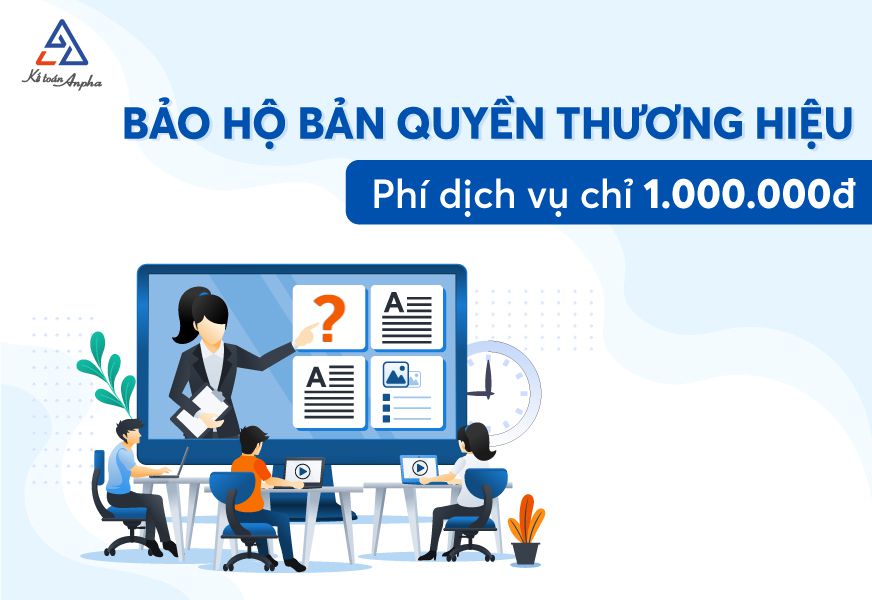 Kế toán Anpha
BẢO HỘ BẢN QUYỀN THƯƠNG HIỆU
Phí dịch vụ chỉ 1.000.000đ
?
A
A